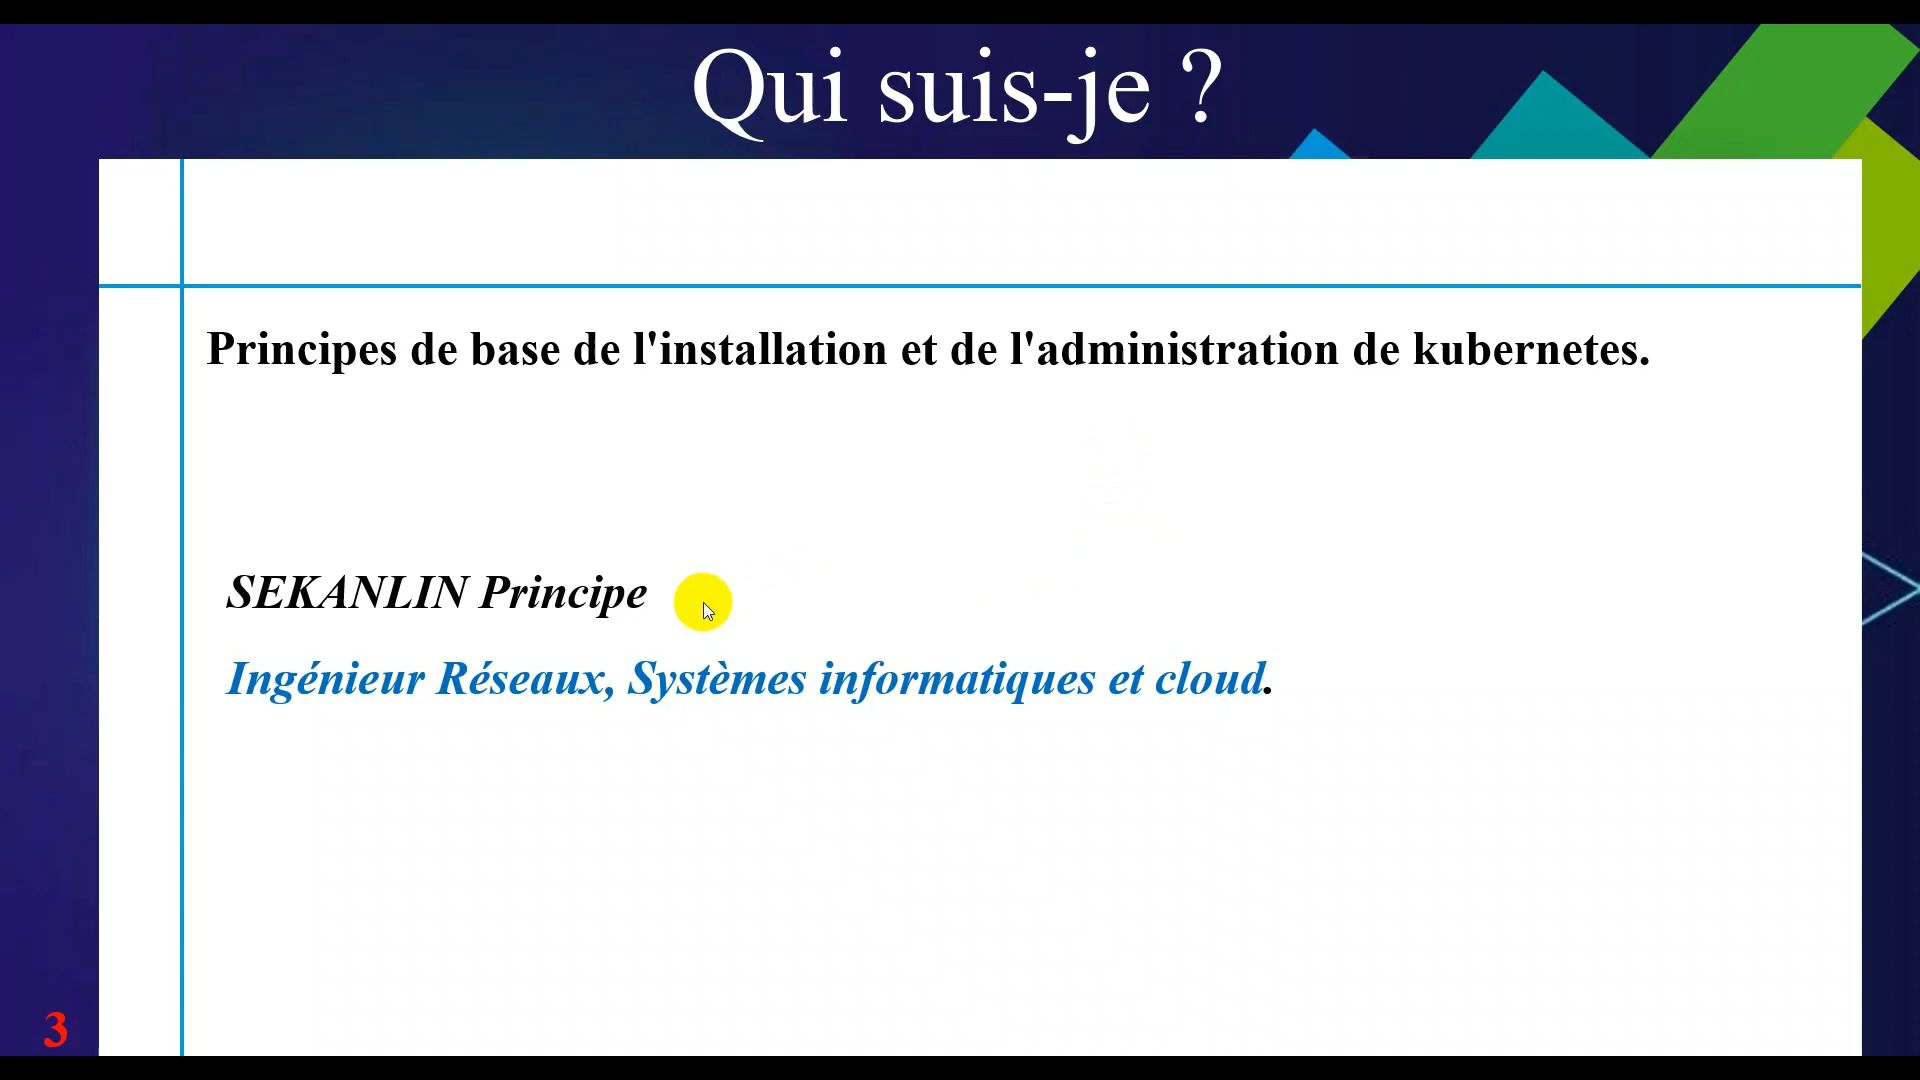 Qui suis-je ?
Principes de base de l'installation et de l'administration de kubernetes.
SEKANLIN Principe
Ingénieur Réseaux, Systèmes informatiques et cloud.
3